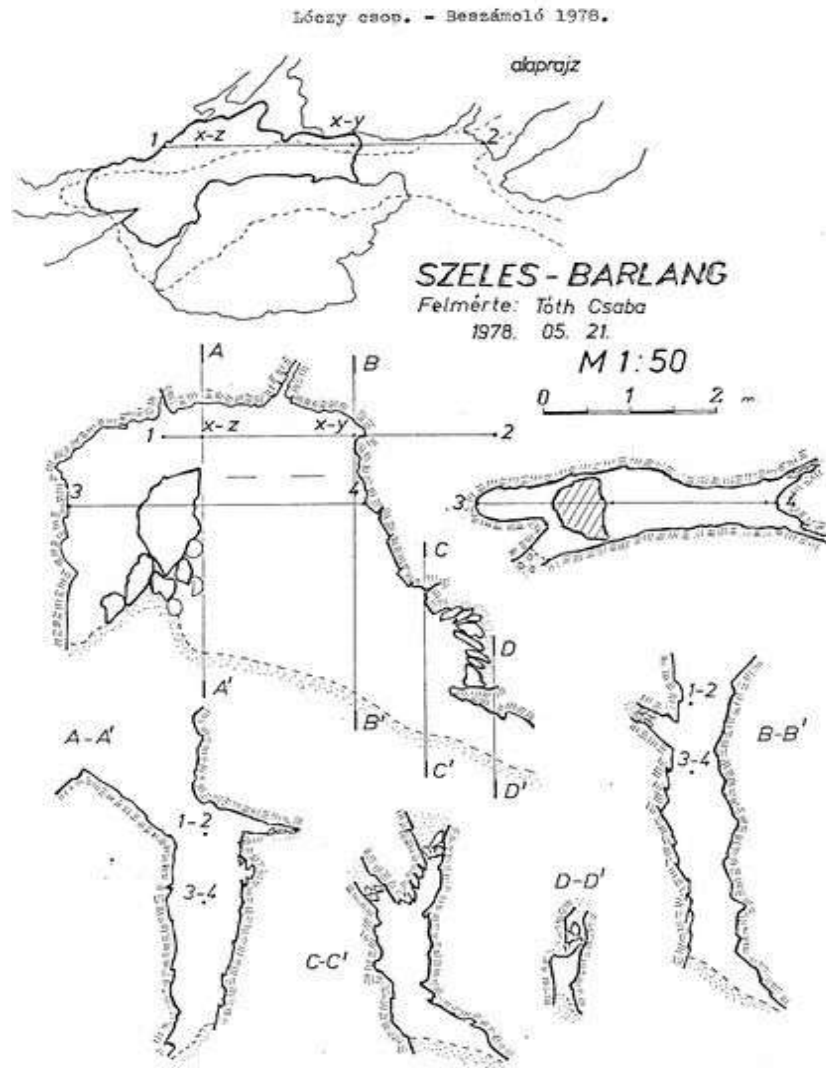 Lóczy csop. - Beszámoló 1978.
alaprajz
1 x-z x-y 2
SZELES - BARLANG
Felmérte: Tóth Csaba
1978. 05. 21.
M 1:50
0 1 2 m
A B
1 x-z x-y 2
3 4
3 4
C
D
A'
B'
C'
D'
A-A'
1-2
3-4
B-B'
1-2
3-4
C-C'
D-D'